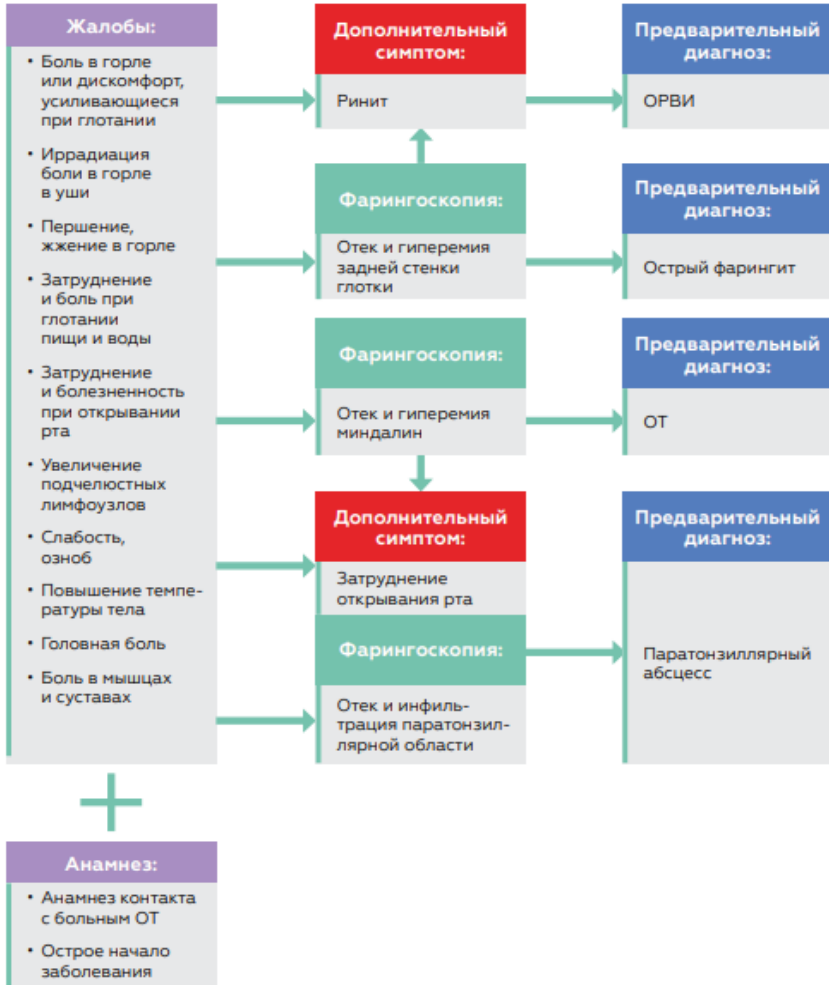 Жалобы:
• Боль в горле
или дискомфорт,
усиливающиеся
при глотании
• Иррадиация
боли в горле
в уши
• Першение,
жжение в горле
• Затруднение
и боль при
глотании
пищи и воды
• Затруднение
и болезненность
при открывании
рта
• Увеличение
подчелюстных
лимфоузлов
• Слабость,
озноб
• Повышение темпе-
ратуры тела
• Головная боль
• Боль в мышцах
и суставах
Анамнез:
• Анамнез контакта
с больным ОТ
• Острое начало
заболевания
Дополнительный
симптом:
Ринит
Предварительный
диагноз:
ОРВИ
Фарингоскопия:
Отек и гиперемия
задней стенки
глотки
Предварительный
диагноз:
Острый фарингит
Фарингоскопия:
Отек и гиперемия
миндалин
Предварительный
диагноз:
ОТ
Дополнительный
симптом:
Затруднение
открывания рта
Фарингоскопия:
Отек и инфиль-
трация паратонзил-
лярной области
Предварительный
диагноз:
Паратонзиллярный
абсцесс